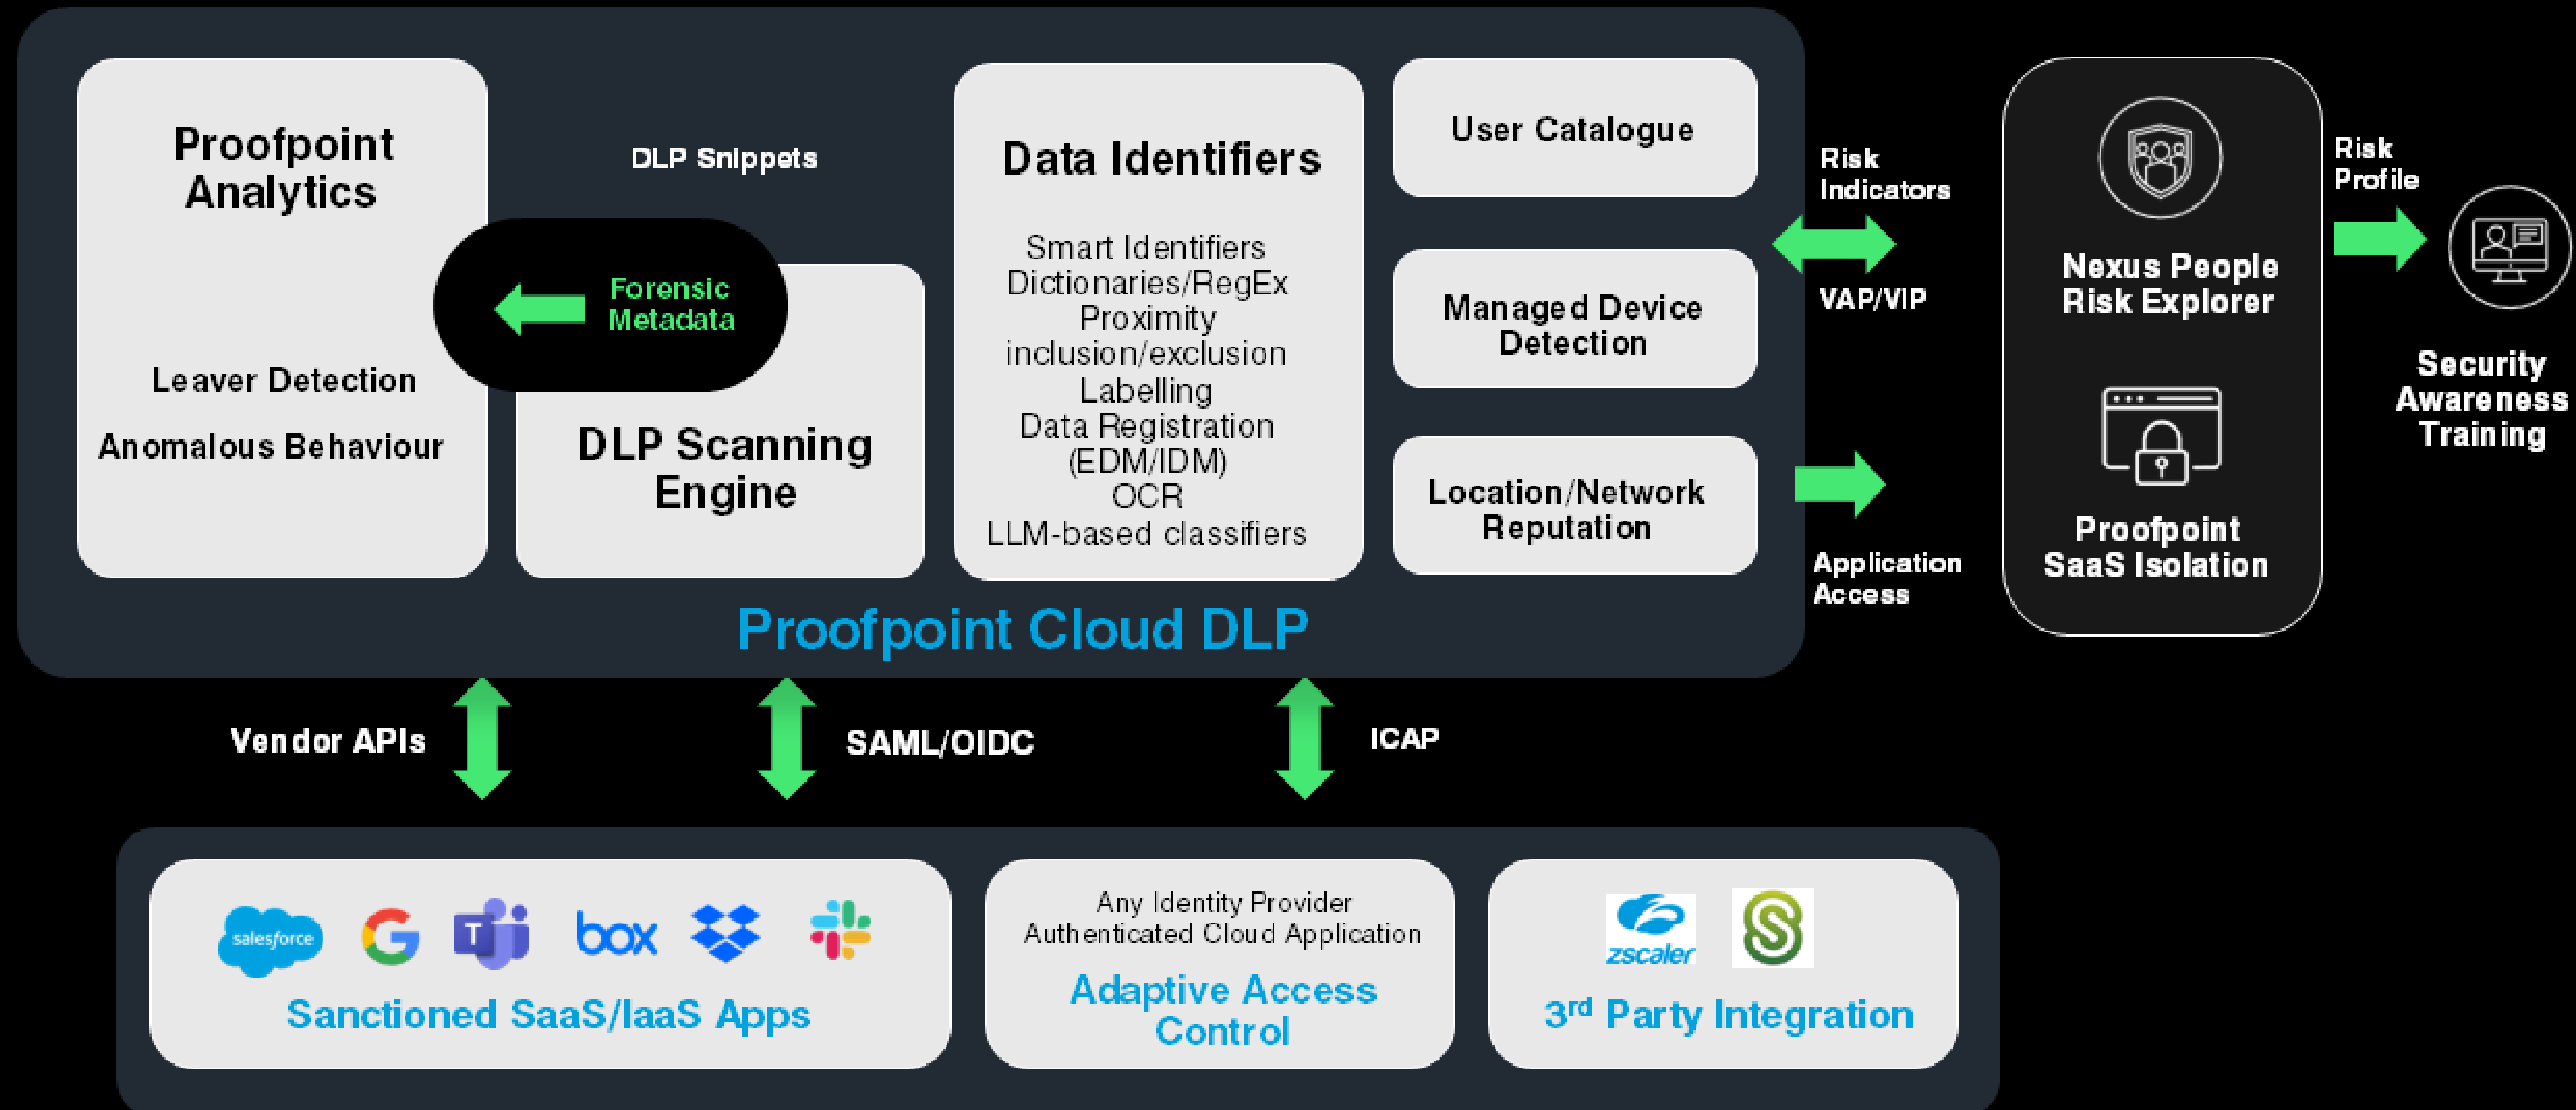 Proofpoint
Analytics
Leaver Detection
Anomalous Behaviour
DLP Snippets
Forensic
Metadata
DLP Scanning
Engine
Data Identifiers
Smart Identifiers
Dictionaries/RegEx
Proximity
inclusion/exclusion
Labelling
Data Registration
(EDM/IDM)
OCR
LLM-based classifiers
User Catalogue
Managed Device
Detection
Location/Network
Reputation
Proofpoint Cloud DLP
Risk
Indicators
VAP/VIP
Application
Access
Nexus People
Risk Explorer
Proofpoint
SaaS Isolation
Risk
Profile
Security
Awareness
Training
Vendor APIs
SAML/OIDC
ICAP
salesforce
G
T
box
Sanctioned SaaS/IaaS Apps
Any Identity Provider
Authenticated Cloud Application
Adaptive Access
Control
zscaler
S
3rd Party Integration